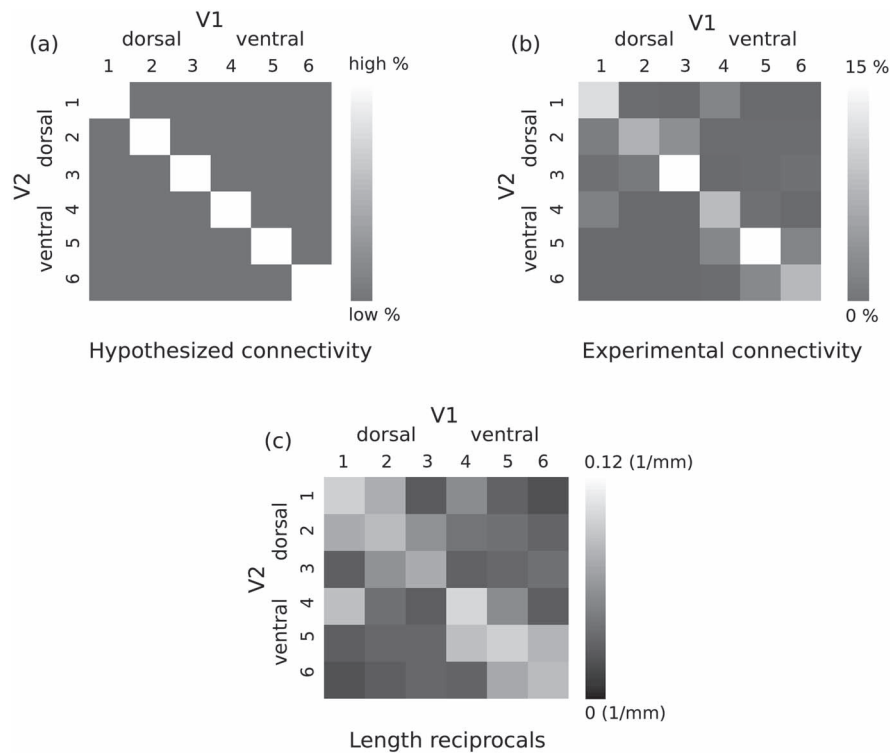 V1
(a)
dorsal ventral
1 2 3 4 5 6
high %
V2
dorsal
ventral
1
2
3
4
5
6
low %
Hypothesized connectivity
V1
(b)
dorsal ventral
1 2 3 4 5 6
15 %
V2
dorsal
ventral
1
2
3
4
5
6
0 %
Experimental connectivity
V1
(c)
dorsal ventral
1 2 3 4 5 6
0.12 (1/mm)
V2
dorsal
ventral
1
2
3
4
5
6
0 (1/mm)
Length reciprocals